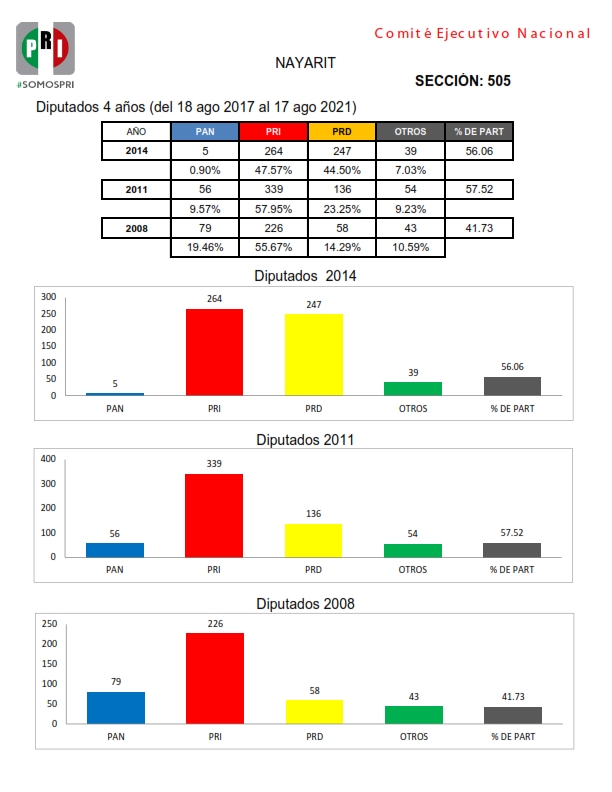 Comité Ejecutivo Nacional
PRI
#SOMOSPRI
NAYARIT
SECCIÓN: 505
Diputados 4 años (del 18 ago 2017 al 17 ago 2021)
AÑO PAN PRI PRD OTROS % DE PART
2014 5 264 247 39 56.06
0.90% 47.57% 44.50% 7.03%
2011 56 339 136 54 57.52
9.57% 57.95% 23.25% 9.23%
2008 79 226 58 43 41.73
19.46% 55.67% 14.29% 10.59%
Diputados 2014
300
250
200
150
100
50
0
5 264 247 39 56.06
PAN PRI PRD OTROS % DE PART
Diputados 2011
400
300
200
100
0
56 339 136 54 57.52
PAN PRI PRD OTROS % DE PART
Diputados 2008
250
200
150
100
50
0
79 226 58 43 41.73
PAN PRI PRD OTROS % DE PART